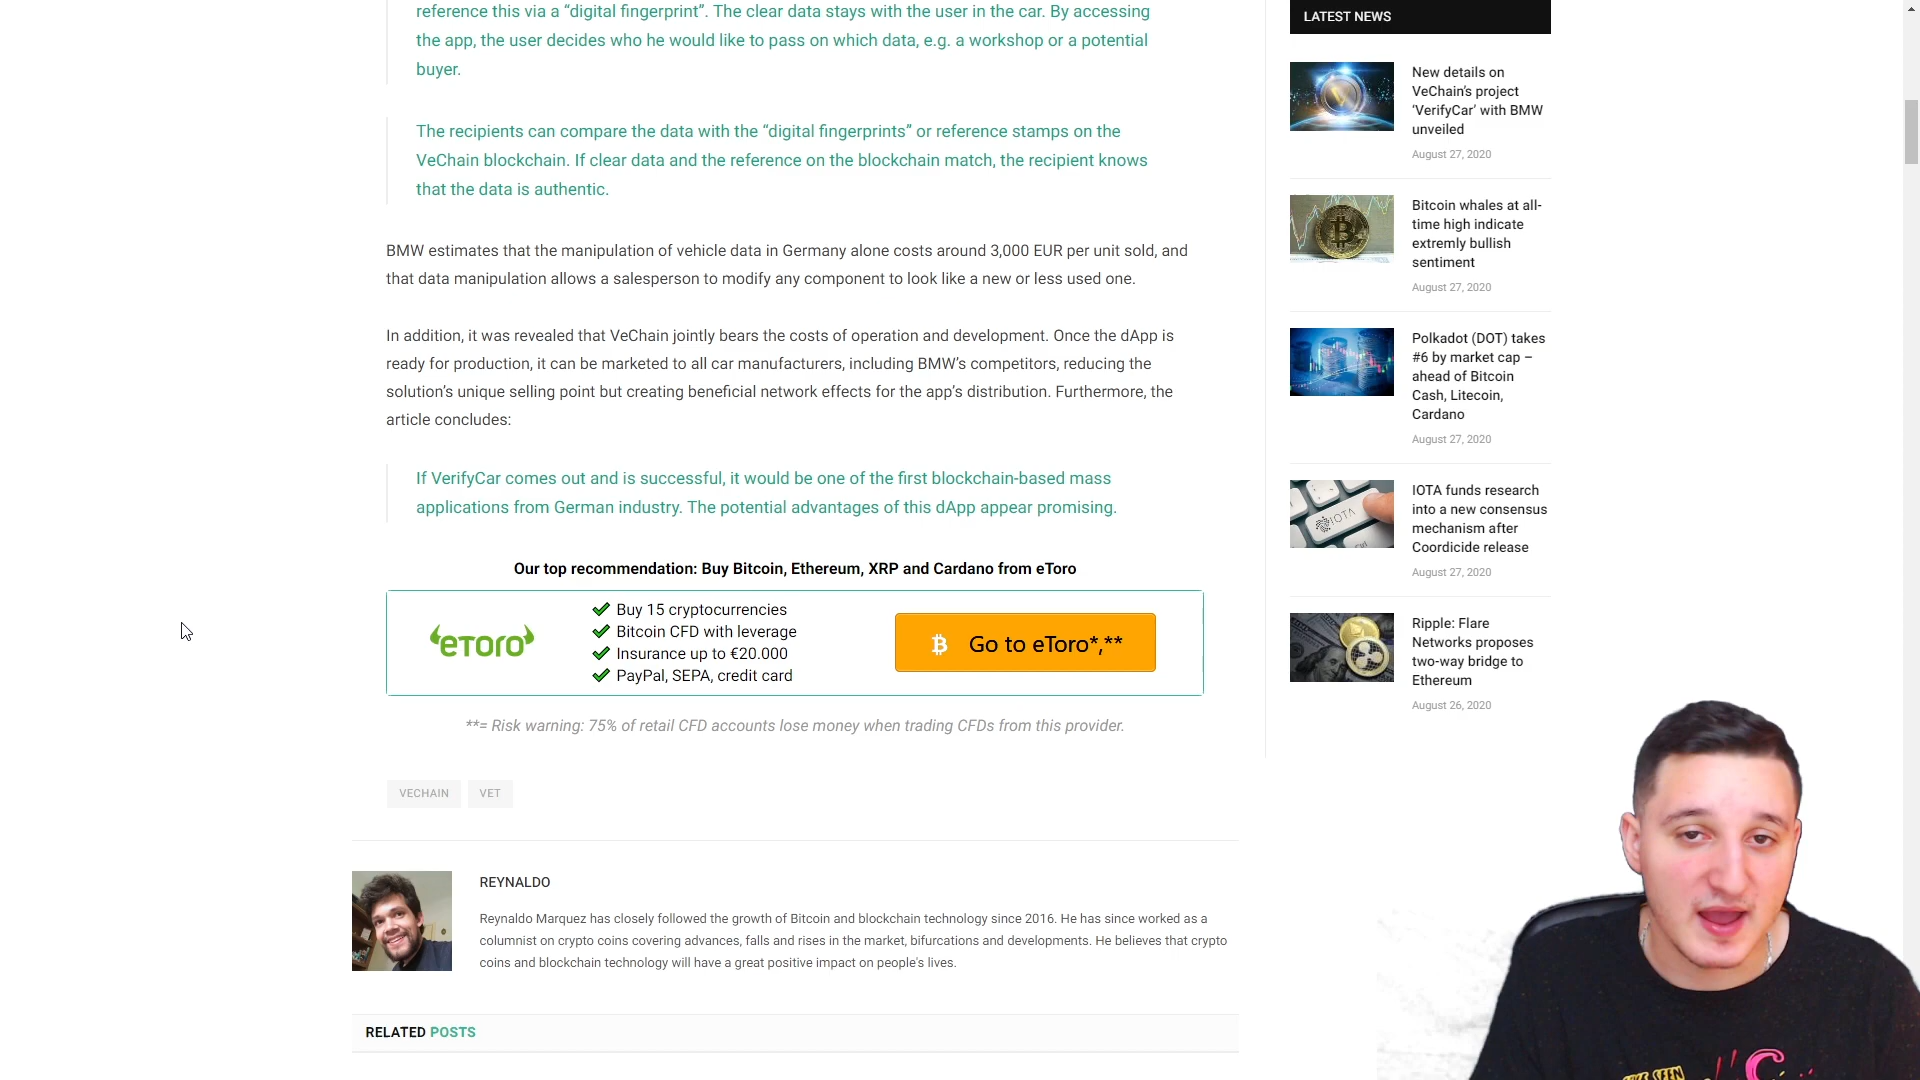 reference this via a “digital fingerprint”. The clear data stays with the user in the car. By accessing
the app, the user decides who he would like to pass on which data, e.g. a workshop or a potential
buyer.
The recipients can compare the data with the “digital fingerprints” or reference stamps on the
VeChain blockchain. If clear data and the reference on the blockchain match, the recipient knows
that the data is authentic.
BMW estimates that the manipulation of vehicle data in Germany alone costs around 3,000 EUR per unit sold, and
that data manipulation allows a salesperson to modify any component to look like a new or less used one.
In addition, it was revealed that VeChain jointly bears the costs of operation and development. Once the dApp is
ready for production, it can be marketed to all car manufacturers, including BMW’s competitors, reducing the
solution’s unique selling point but creating beneficial network effects for the app’s distribution. Furthermore, the
article concludes:
If VerifyCar comes out and is successful, it would be one of the first blockchain-based mass
applications from German industry. The potential advantages of this dApp appear promising.
Our top recommendation: Buy Bitcoin, Ethereum, XRP and Cardano from eToro
eToro
Buy 15 cryptocurrencies
Bitcoin CFD with leverage
Insurance up to €20.000
PayPal, SEPA, credit card
Go to eToro*,**
**= Risk warning: 75% of retail CFD accounts lose money when trading CFDs from this provider.
VECHAIN
VET
REYNALDO
Reynaldo Marquez has closely followed the growth of Bitcoin and blockchain technology since 2016. He has since worked as a
columnist on crypto coins covering advances, falls and rises in the market, bifurcations and developments. He believes that crypto
coins and blockchain technology will have a great positive impact on people's lives.
RELATED POSTS
LATEST NEWS
New details on
VeChain’s project
‘VerifyCar’ with BMW
unveiled
August 27, 2020
Bitcoin whales at all-
time high indicate
extremly bullish
sentiment
August 27, 2020
Polkadot (DOT) takes
#6 by market cap –
ahead of Bitcoin
Cash, Litecoin,
Cardano
August 27, 2020
IOTA
Ctrl
IOTA funds research
into a new consensus
mechanism after
Coordicide release
August 27, 2020
Ripple: Flare
Networks proposes
two-way bridge to
Ethereum
August 26, 2020
SEEN